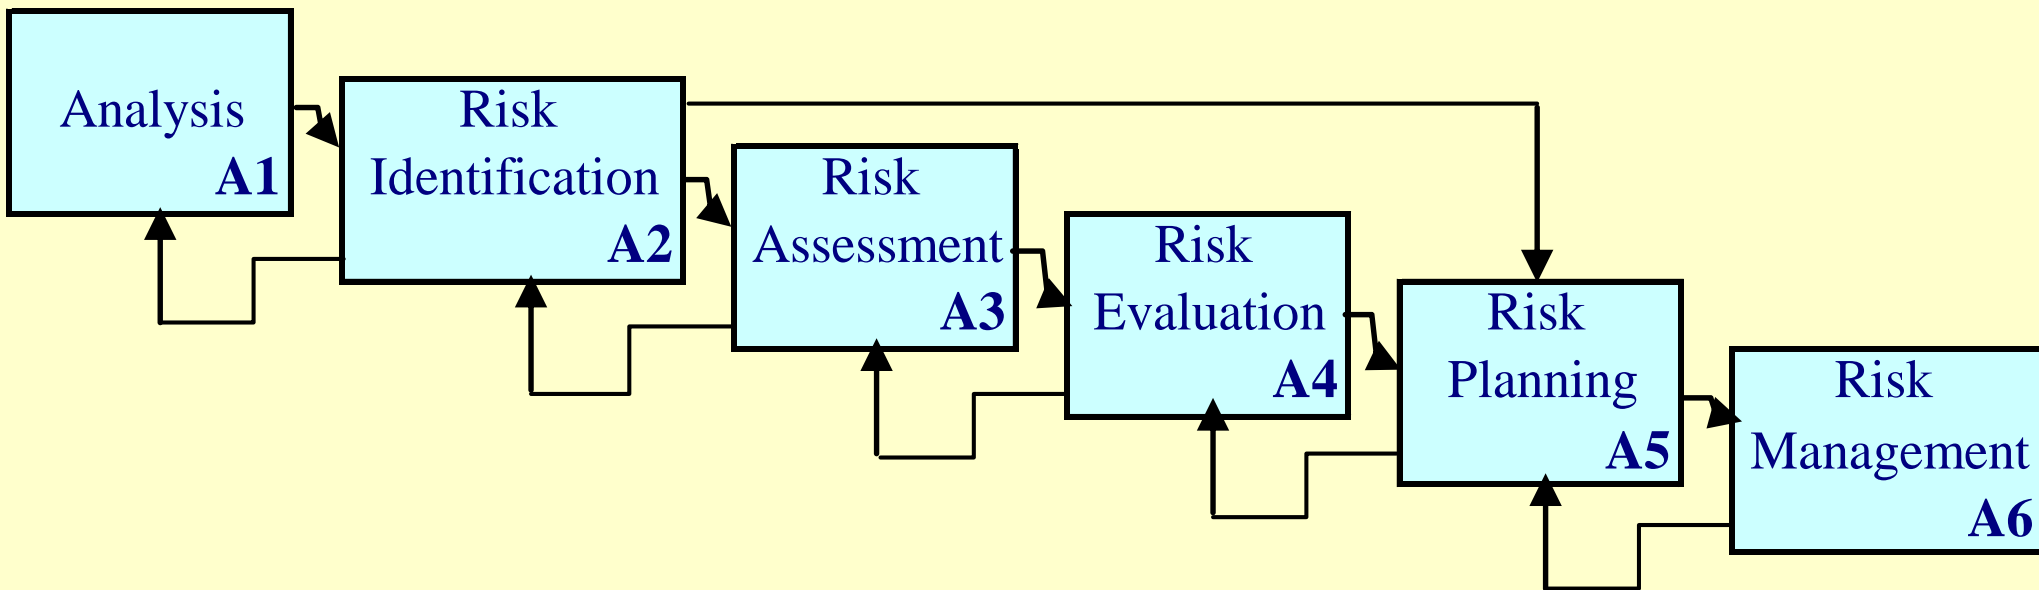 Analysis
A1
Risk
Identification
A2
Risk
Assessment
A3
Risk
Evaluation
A4
Risk
Planning
A5
Risk
Management
A6